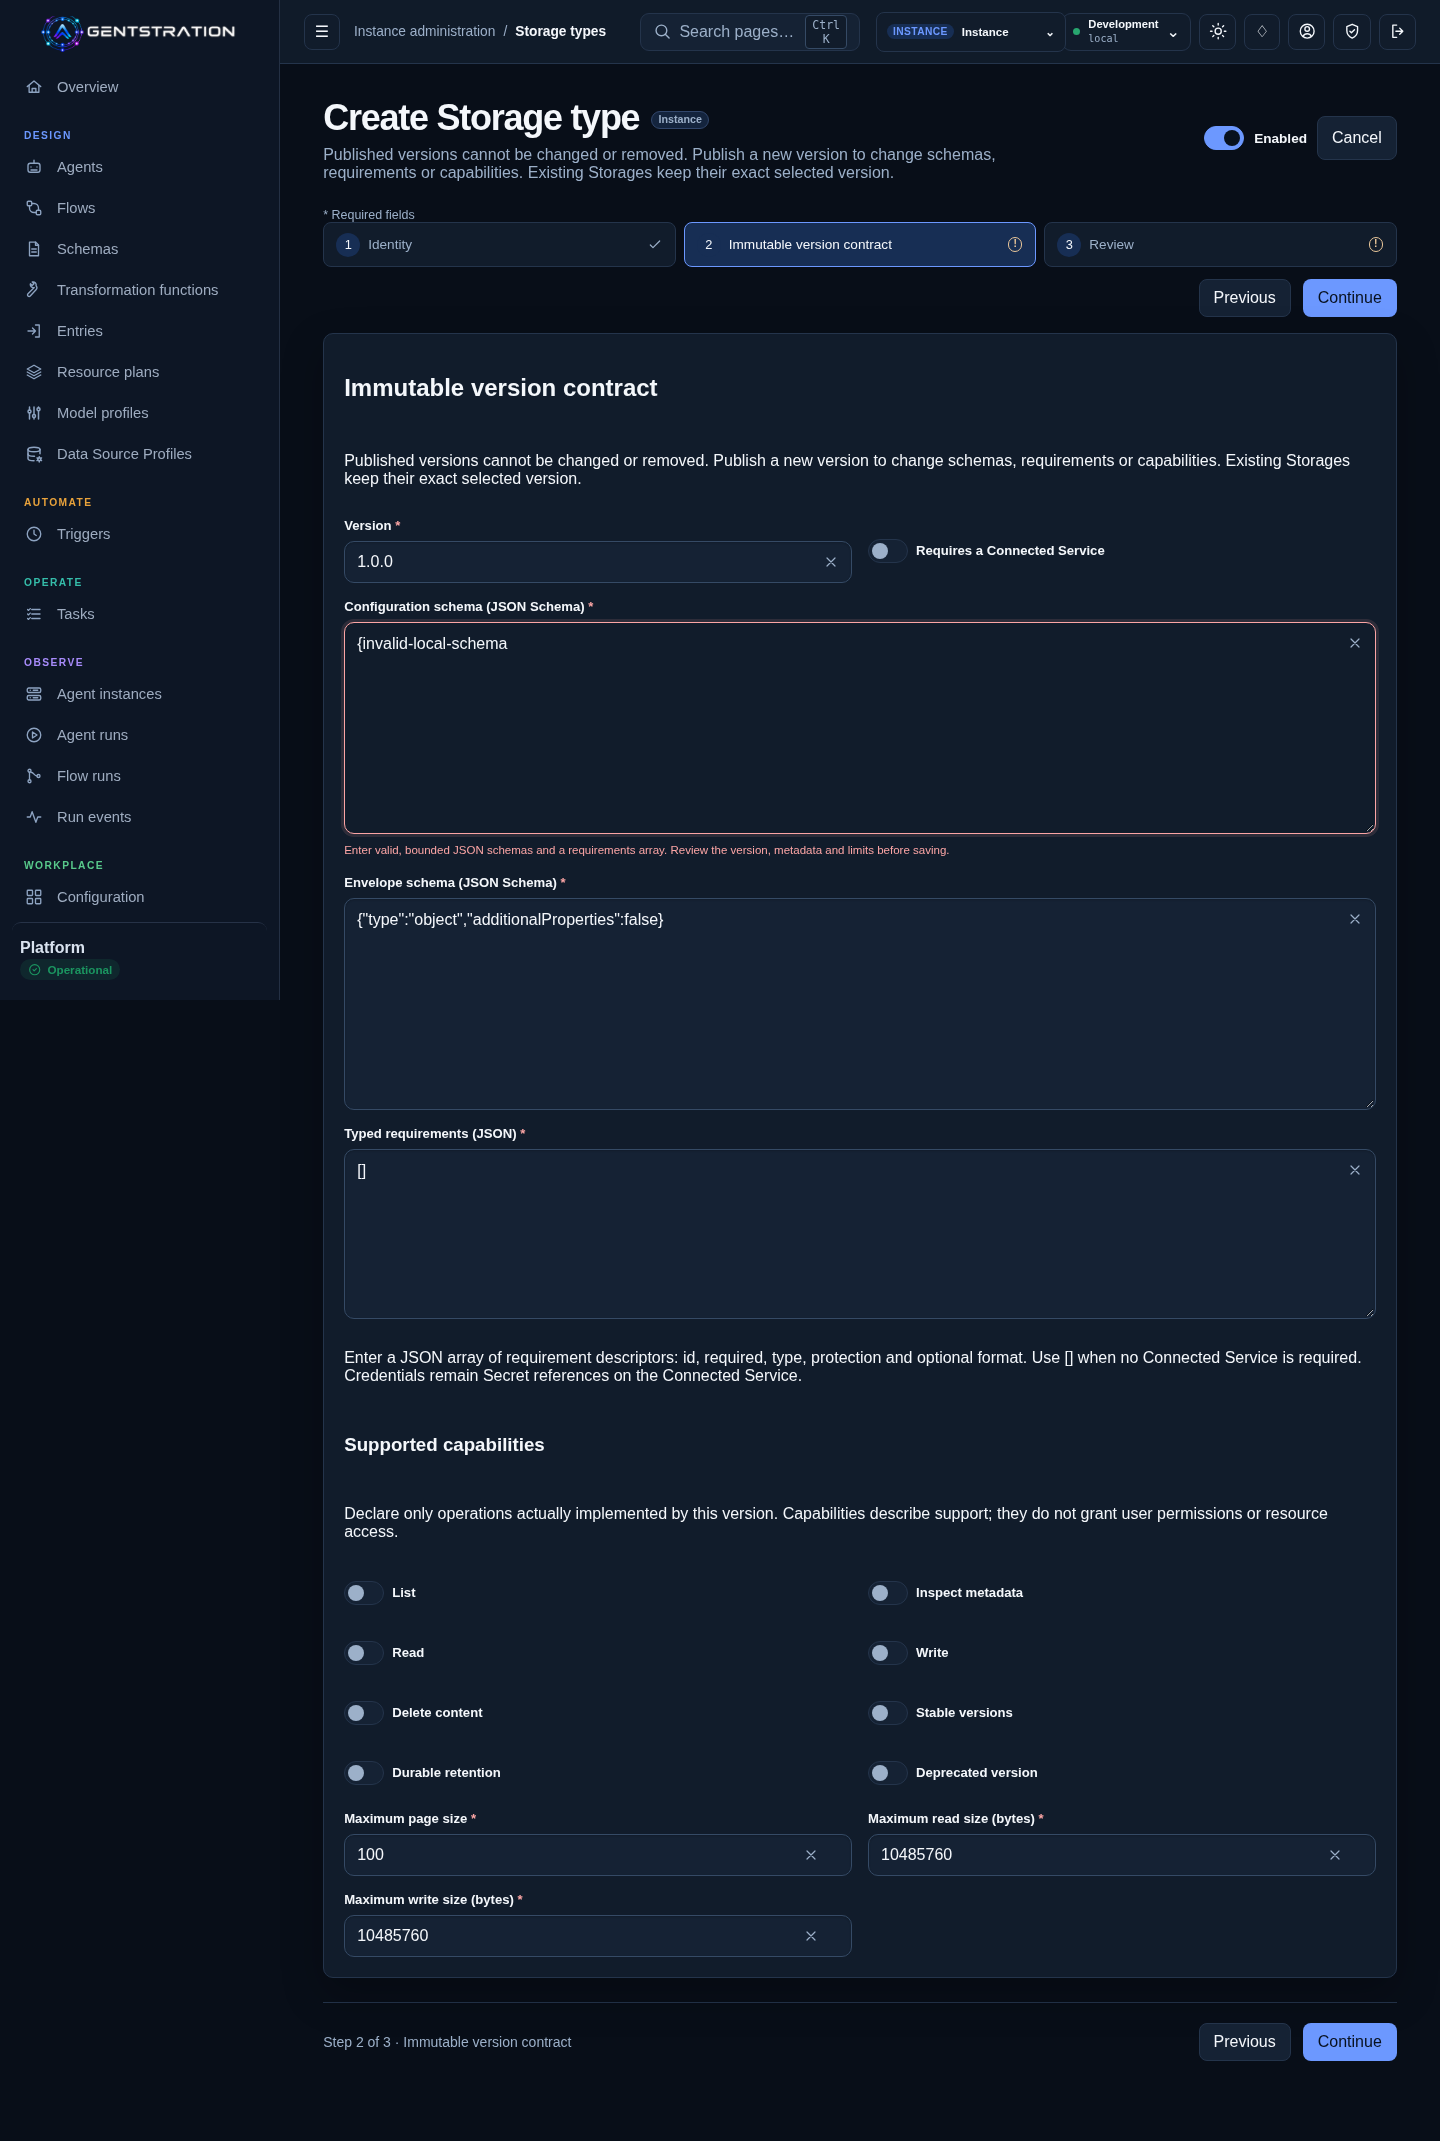 GENTSTRATION
Overview
DESIGN
Agents
Flows
Schemas
Transformation functions
Entries
Resource plans
Model profiles
Data Source Profiles
AUTOMATE
Triggers
OPERATE
Tasks
OBSERVE
Agent instances
Agent runs
Flow runs
Run events
WORKPLACE
Configuration
Platform
Operational
Instance administration / Storage types
Search pages…
Ctrl K
INSTANCE Instance
Development
local
Create Storage type Instance
Published versions cannot be changed or removed. Publish a new version to change schemas,
requirements or capabilities. Existing Storages keep their exact selected version.
Enabled
Cancel
* Required fields
1 Identity
2 Immutable version contract
3 Review
Previous
Continue
Immutable version contract
Published versions cannot be changed or removed. Publish a new version to change schemas, requirements or capabilities. Existing Storages
keep their exact selected version.
Version *
1.0.0
Requires a Connected Service
Configuration schema (JSON Schema) *
{invalid-local-schema
Enter valid, bounded JSON schemas and a requirements array. Review the version, metadata and limits before saving.
Envelope schema (JSON Schema) *
{"type":"object","additionalProperties":false}
Typed requirements (JSON) *
[]
Enter a JSON array of requirement descriptors: id, required, type, protection and optional format. Use [] when no Connected Service is required.
Credentials remain Secret references on the Connected Service.
Supported capabilities
Declare only operations actually implemented by this version. Capabilities describe support; they do not grant user permissions or resource
access.
List
Inspect metadata
Read
Write
Delete content
Stable versions
Durable retention
Deprecated version
Maximum page size *
100
Maximum read size (bytes) *
10485760
Maximum write size (bytes) *
10485760
Step 2 of 3 · Immutable version contract
Previous
Continue